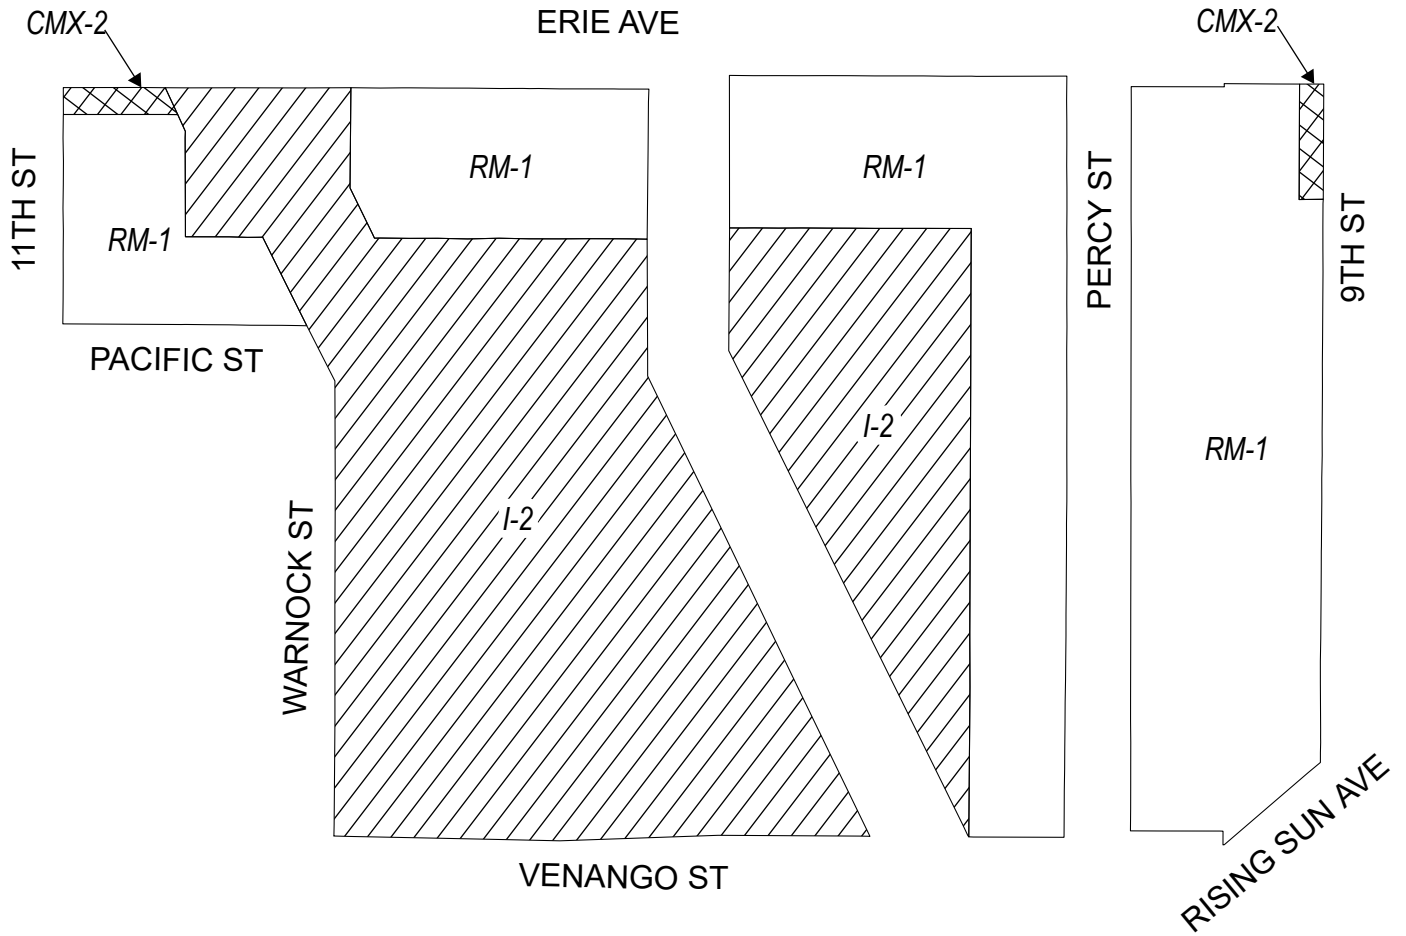 CMX-2
ERIE AVE
CMX-2
11TH ST
RM-1
RM-1
RM-1
PERCY ST
9TH ST
PACIFIC ST
I-2
I-2
RM-1
WARNOCK ST
VENANGO ST
RISING SUN AVE